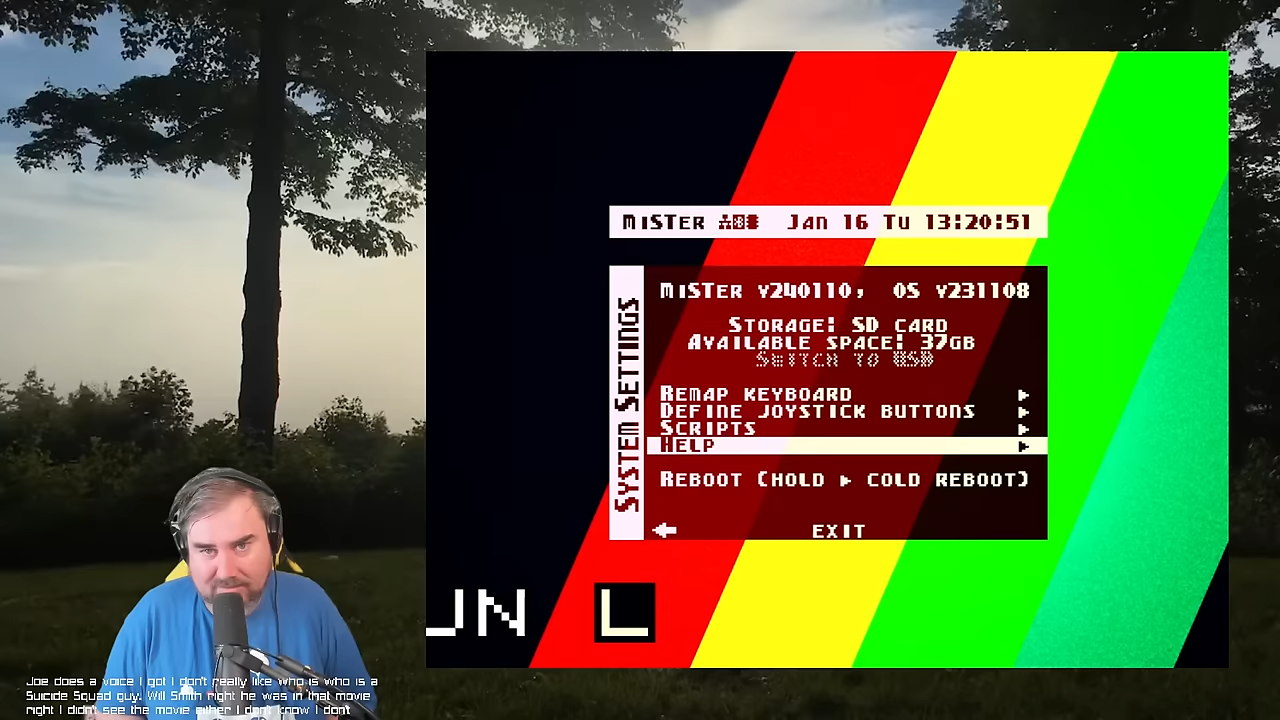 MiSTer Jan 16 Tu 13:20:51
System Settings
MiSTer v240110, OS v231108
Storage: SD card
Available space: 37GB
Switch to USB
Remap keyboard
Define joystick buttons
Scripts
Help
Reboot (hold ▸ cold reboot)
EXIT
UN L
Joe does a voice I got I don't really like who is who is a
Suicide Squad guy. Will Smith right he was in that movie
right I didn't see the movie either I don't know I dont